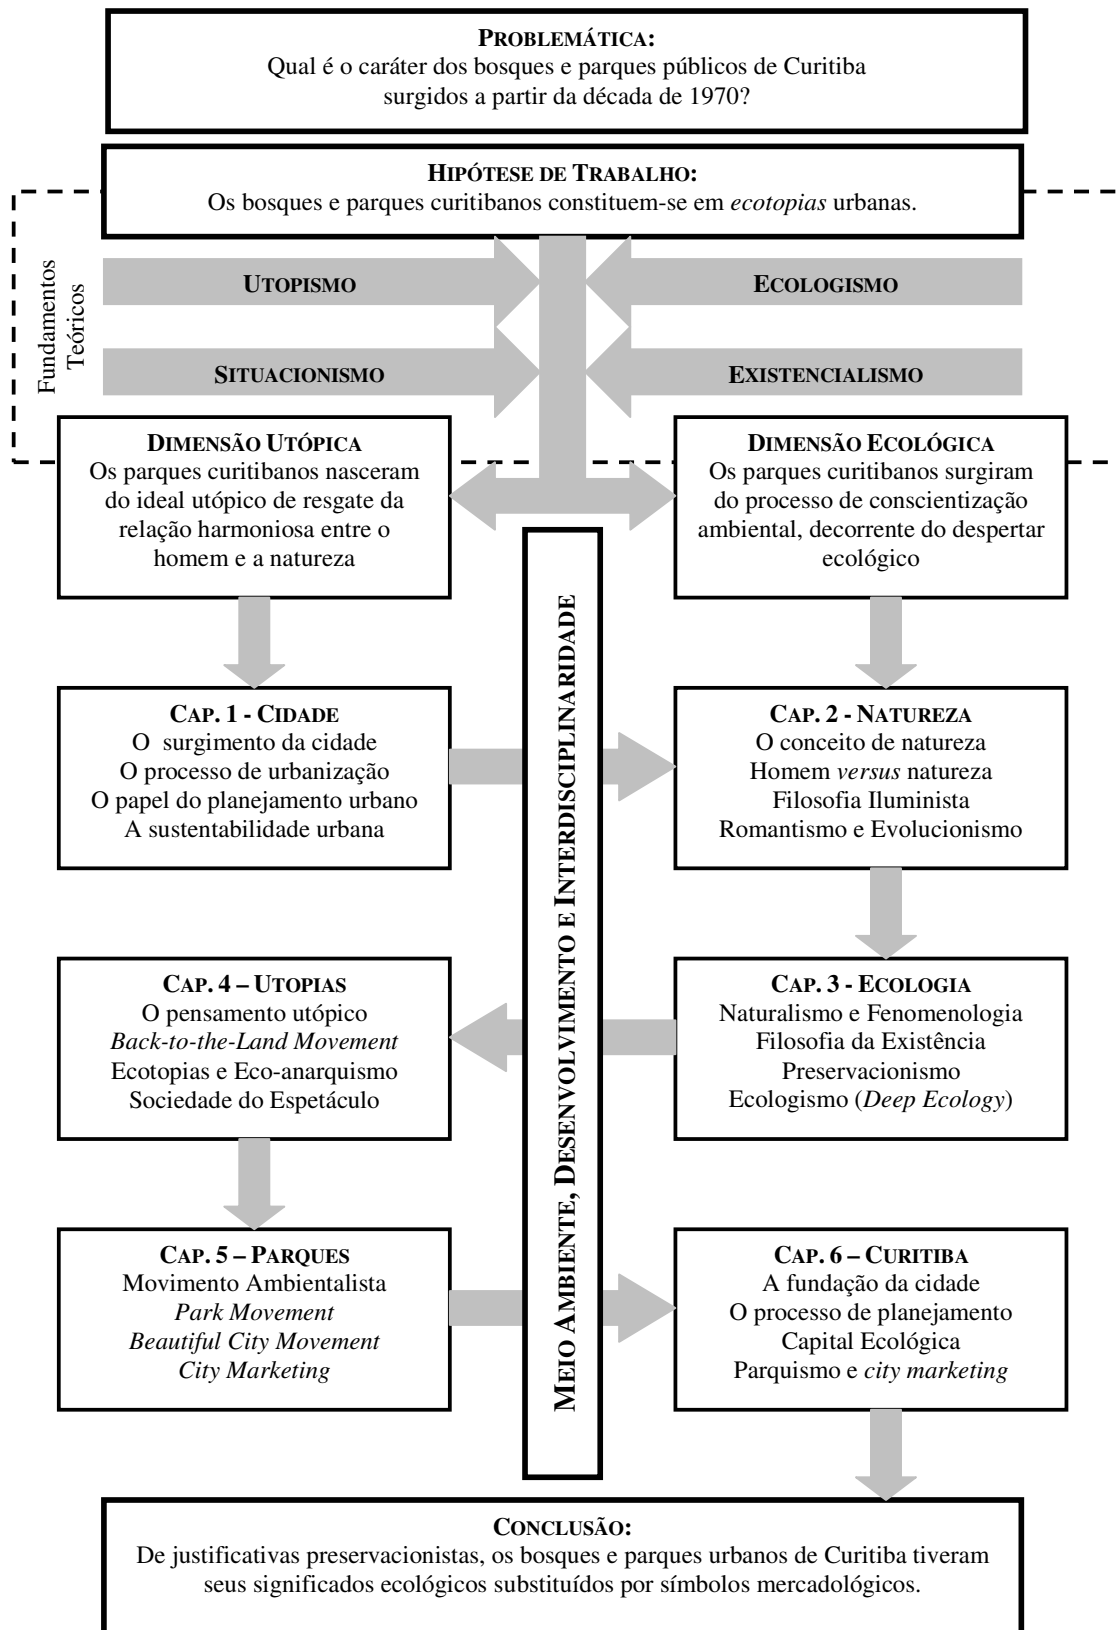 PROBLEMÁTICA:
Qual é o caráter dos bosques e parques públicos de Curitiba
surgidos a partir da década de 1970?
HIPÓTESE DE TRABALHO:
Os bosques e parques curitibanos constituem-se em ecotopias urbanas.
Fundamentos
Teóricos
UTOPISMO
ECOLOGISMO
SITUACIONISMO
EXISTENCIALISMO
DIMENSÃO UTÓPICA
Os parques curitibanos nasceram
do ideal utópico de resgate da
relação harmoniosa entre o
homem e a natureza
DIMENSÃO ECOLÓGICA
Os parques curitibanos surgiram
do processo de conscientização
ambiental, decorrente do despertar
ecológico
MEIO AMBIENTE, DESENVOLVIMENTO E INTERDISCIPLINARIDADE
CAP. 1 - CIDADE
O surgimento da cidade
O processo de urbanização
O papel do planejamento urbano
A sustentabilidade urbana
CAP. 2 - NATUREZA
O conceito de natureza
Homem versus natureza
Filosofia Iluminista
Romantismo e Evolucionismo
CAP. 3 - ECOLOGIA
Naturalismo e Fenomenologia
Filosofia da Existência
Preservacionismo
Ecologismo (Deep Ecology)
CAP. 4 – UTOPIAS
O pensamento utópico
Back-to-the-Land Movement
Ecotopias e Eco-anarquismo
Sociedade do Espetáculo
CAP. 5 – PARQUES
Movimento Ambientalista
Park Movement
Beautiful City Movement
City Marketing
CAP. 6 – CURITIBA
A fundação da cidade
O processo de planejamento
Capital Ecológica
Parquismo e city marketing
CONCLUSÃO:
De justificativas preservacionistas, os bosques e parques urbanos de Curitiba tiveram
seus significados ecológicos substituídos por símbolos mercadológicos.